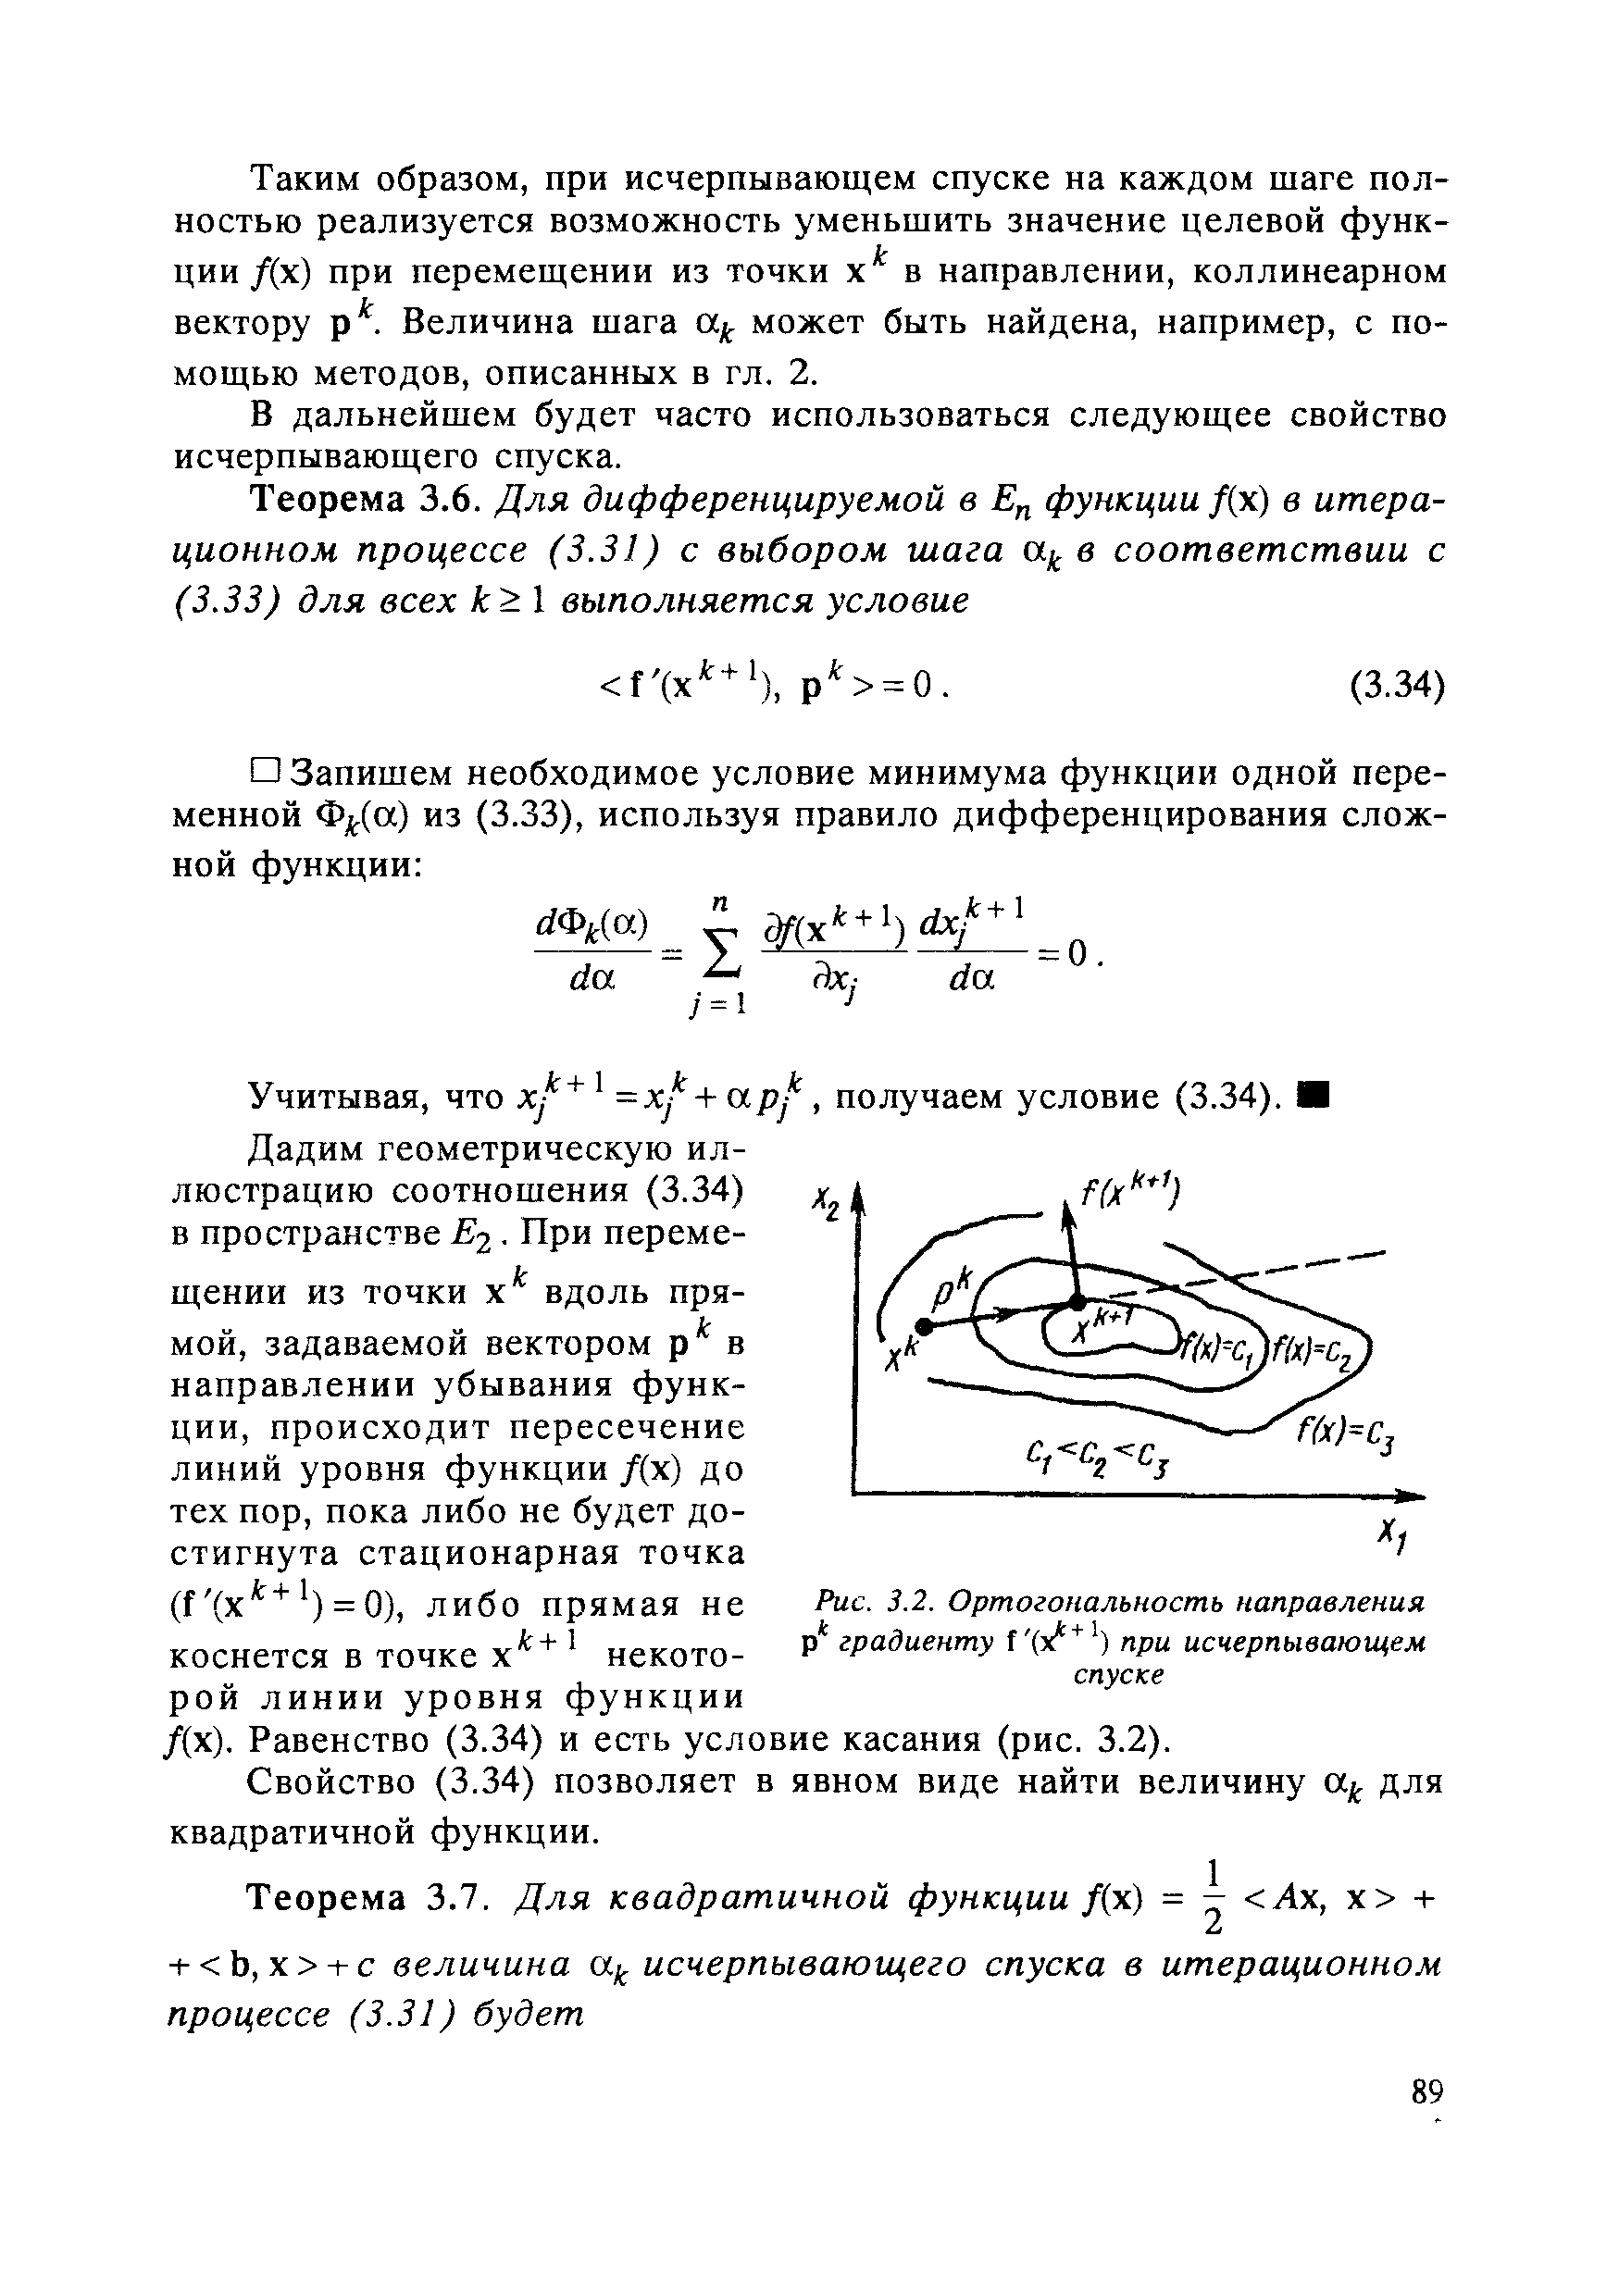 Таким образом, при исчерпывающем спуске на каждом шаге пол-
ностью реализуется возможность уменьшить значение целевой функ-
ции f(x) при перемещении из точки x^k в направлении, коллинеарном
вектору p^k. Величина шага α_k может быть найдена, например, с по-
мощью методов, описанных в гл. 2.
В дальнейшем будет часто использоваться следующее свойство
исчерпывающего спуска.
Теорема 3.6. Для дифференцируемой в E_n функции f(x) в итера-
ционном процессе (3.31) с выбором шага α_k в соответствии с
(3.33) для всех k ≥ 1 выполняется условие
<f′(x^{k+1}), p^k> = 0. (3.34)
□ Запишем необходимое условие минимума функции одной пере-
менной Φ_k(α) из (3.33), используя правило дифференцирования слож-
ной функции:
dΦ_k(α)/dα = ∑_{j=1}^{n} ∂f(x^{k+1})/∂x_j dx_j^{k+1}/dα = 0.
Учитывая, что x_j^{k+1} = x_j^k + αp_j^k, получаем условие (3.34). ■
Дадим геометрическую ил-
люстрацию соотношения (3.34)
в пространстве E_2. При переме-
щении из точки x^k вдоль пря-
мой, задаваемой вектором p^k в
направлении убывания функ-
ции, происходит пересечение
линий уровня функции f(x) до
тех пор, пока либо не будет до-
стигнута стационарная точка
(f′(x^{k+1}) = 0), либо прямая не
коснется в точке x^{k+1} некото-
рой линии уровня функции
f(x). Равенство (3.34) и есть условие касания (рис. 3.2).
x_2
f(x^{k+1})
p^k
x^k
x^{k+1}
f(x)=c_1
f(x)=c_2
f(x)=c_3
c_1<c_2<c_3
x_1
Рис. 3.2. Ортогональность направления
p^k градиенту f′(x^{k+1}) при исчерпывающем
спуске
Свойство (3.34) позволяет в явном виде найти величину α_k для
квадратичной функции.
Теорема 3.7. Для квадратичной функции f(x) = 1/2 <Ax, x> +
+ <b, x> + c величина α_k исчерпывающего спуска в итерационном
процессе (3.31) будет
89